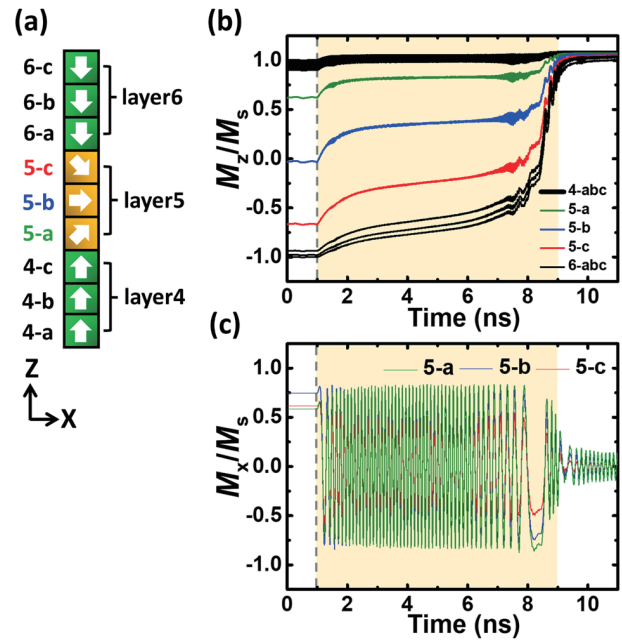 (a)
6-c
6-b
6-a
5-c
5-b
5-a
4-c
4-b
4-a
layer6
layer5
layer4
Z
X
(b)
1.0
0.5
0.0
-0.5
-1.0
Mz/Ms
4-abc
5-a
5-b
5-c
6-abc
0 2 4 6 8 10
Time (ns)
(c)
5-a 5-b 5-c
1.0
0.5
0.0
-0.5
-1.0
Mx/Ms
0 2 4 6 8 10
Time (ns)